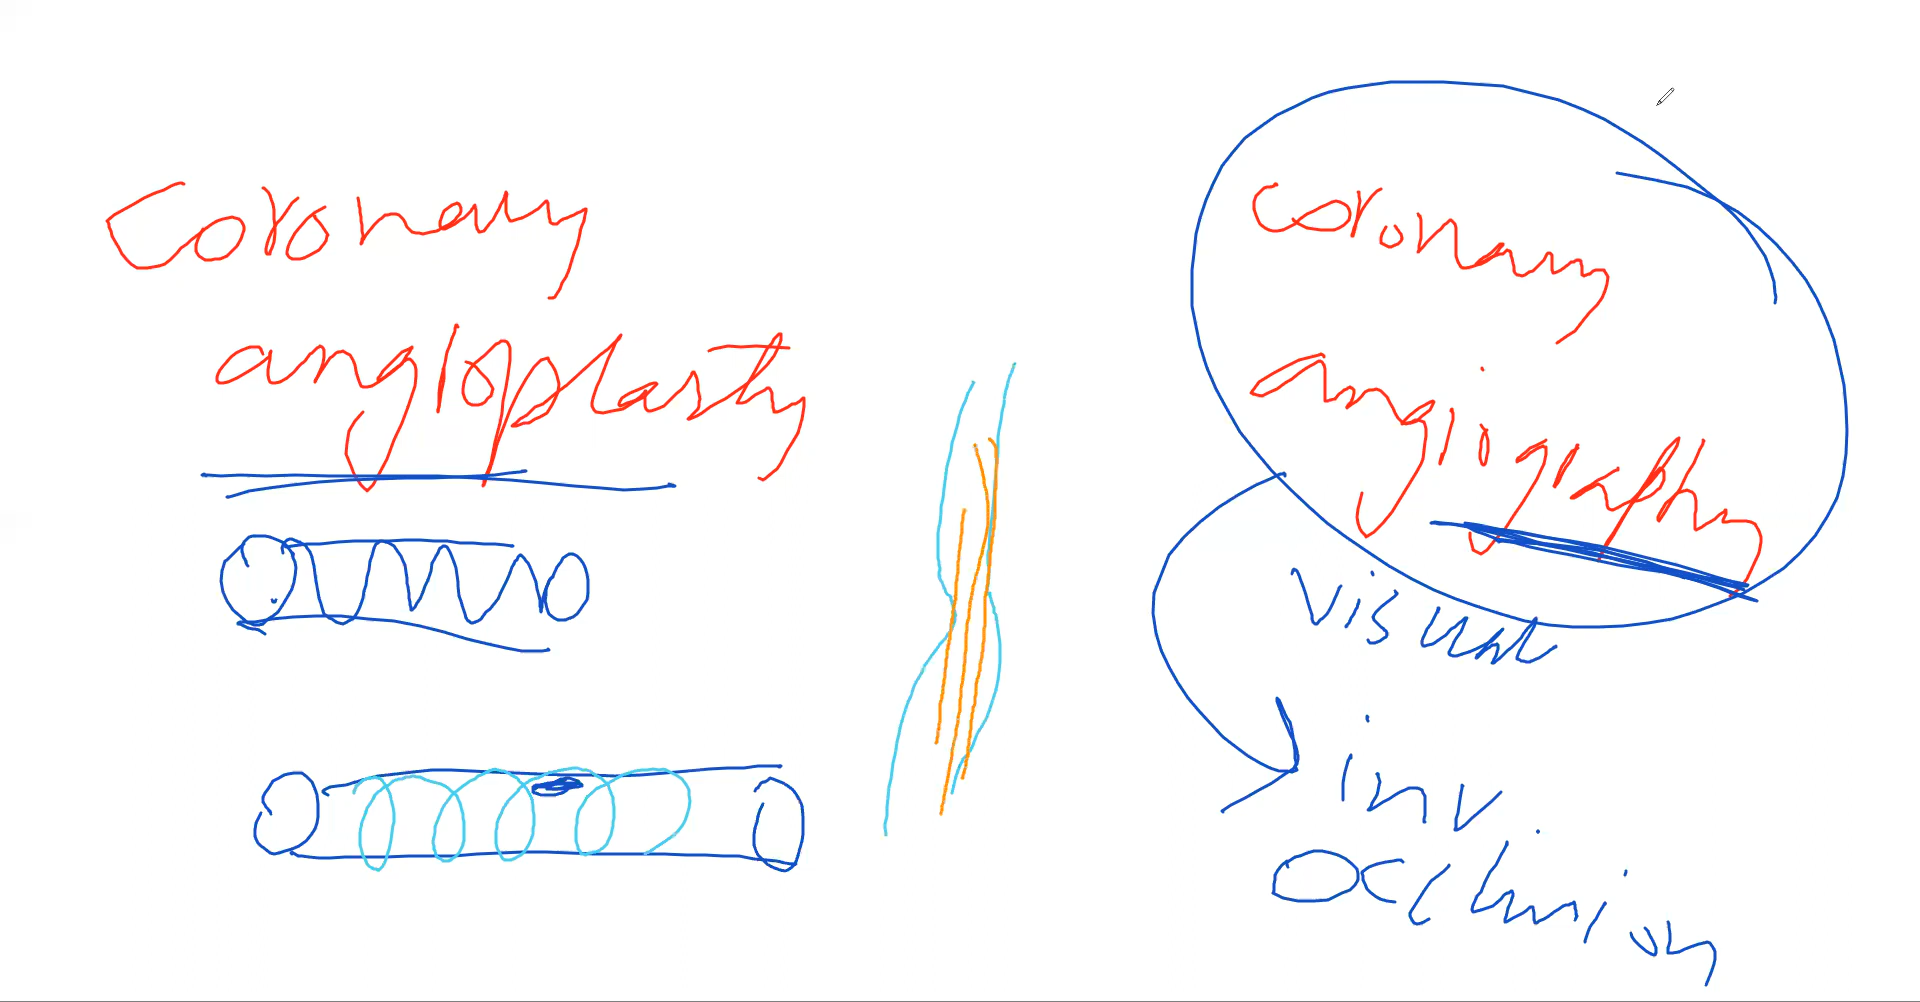 Coronary
angioplasty
coronary
angiography
visual
inv.
occlusion